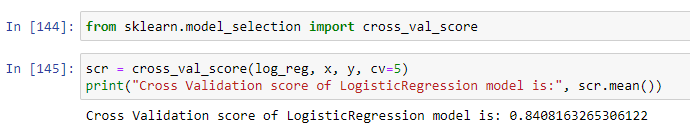 In [144]: from sklearn.model_selection import cross_val_score
In [145]: scr = cross_val_score(log_reg, x, y, cv=5)
print("Cross Validation score of LogisticRegression model is:", scr.mean())
Cross Validation score of LogisticRegression model is: 0.8408163265306122